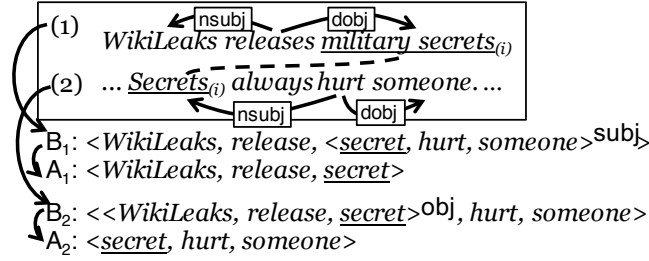 nsubj dobj
(1) WikiLeaks releases military secrets(i)
(2) ... Secrets(i) always hurt someone. ...
nsubj dobj
B1: <WikiLeaks, release, <secret, hurt, someone>subj>
A1: <WikiLeaks, release, secret>
B2: <<WikiLeaks, release, secret>obj, hurt, someone>
A2: <secret, hurt, someone>